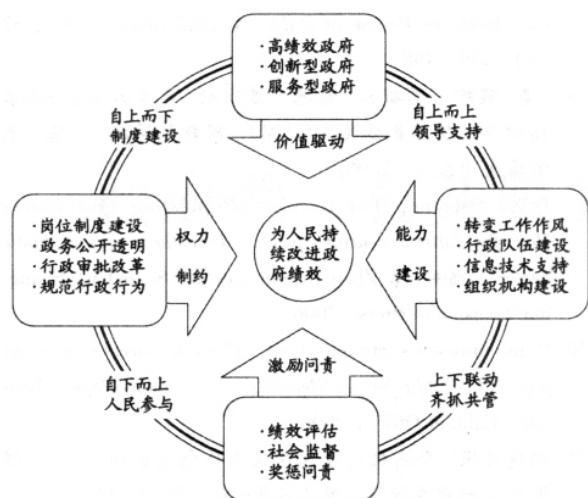 ·高绩效政府
·创新型政府
·服务型政府
自上而下
制度建设
价值驱动
自上而上
领导支持
·岗位制度建设
·政务公开透明
·行政审批改革
·规范行政行为
权力
制约
为人民持
续改进政
府绩效
能力
建设
·转变工作作风
·行政队伍建设
·信息技术支持
·组织机构建设
自下而上
人民参与
激励问责
上下联动
齐抓共管
·绩效评估
·社会监督
·奖惩问责